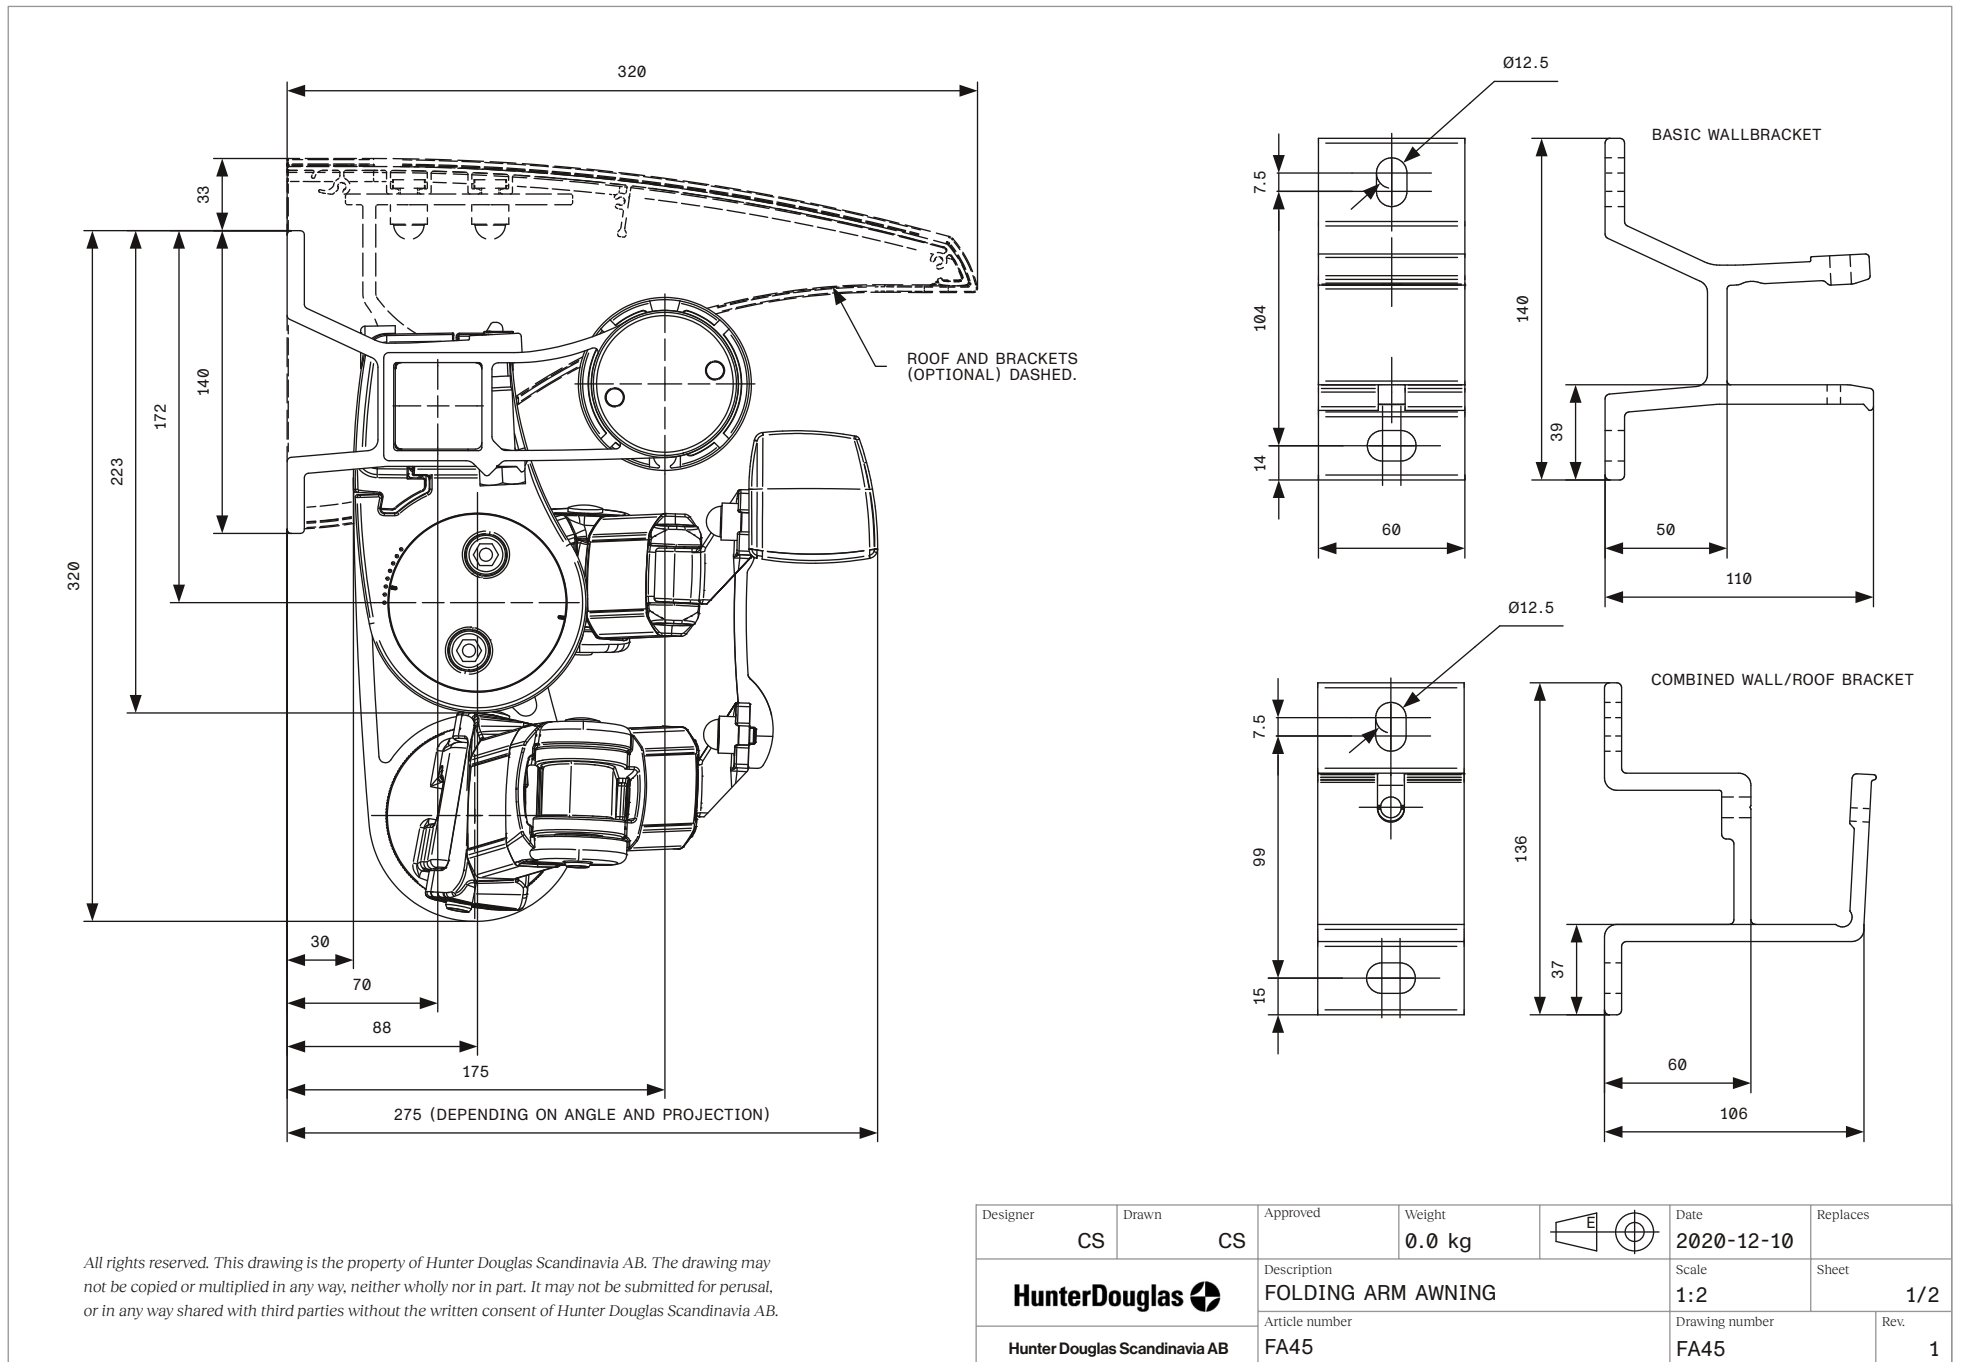 320
33
140
172
223
320
ROOF AND BRACKETS
(OPTIONAL) DASHED.
30
70
88
175
275 (DEPENDING ON ANGLE AND PROJECTION)
Ø12.5
BASIC WALLBRACKET
7.5
104
14
60
140
39
50
110
Ø12.5
COMBINED WALL/ROOF BRACKET
7.5
99
15
136
37
60
106
All rights reserved. This drawing is the property of Hunter Douglas Scandinavia AB. The drawing may
not be copied or multiplied in any way, neither wholly nor in part. It may not be submitted for perusal,
or in any way shared with third parties without the written consent of Hunter Douglas Scandinavia AB.
Designer
CS
Drawn
CS
Approved
Weight
0.0 kg
E
Date
2020-12-10
Replaces
HunterDouglas
Description
FOLDING ARM AWNING
Scale
1:2
Sheet
1/2
Hunter Douglas Scandinavia AB
Article number
FA45
Drawing number
FA45
Rev.
1